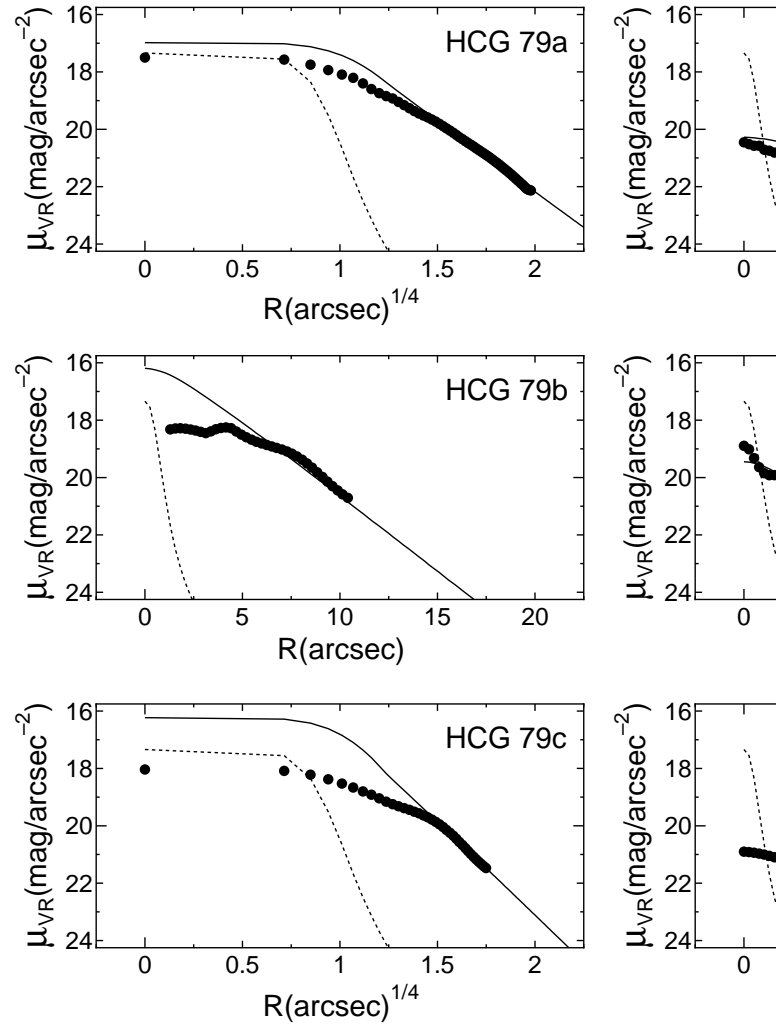 16
18
20
22
24
μVR(mag/arcsec−2)
HCG 79a
0 0.5 1 1.5 2
R(arcsec)1/4
16
18
20
22
24
μVR(mag/arcsec−2)
0
16
18
20
22
24
μVR(mag/arcsec−2)
HCG 79b
0 5 10 15 20
R(arcsec)
16
18
20
22
24
μVR(mag/arcsec−2)
0
16
18
20
22
24
μVR(mag/arcsec−2)
HCG 79c
0 0.5 1 1.5 2
R(arcsec)1/4
16
18
20
22
24
μVR(mag/arcsec−2)
0